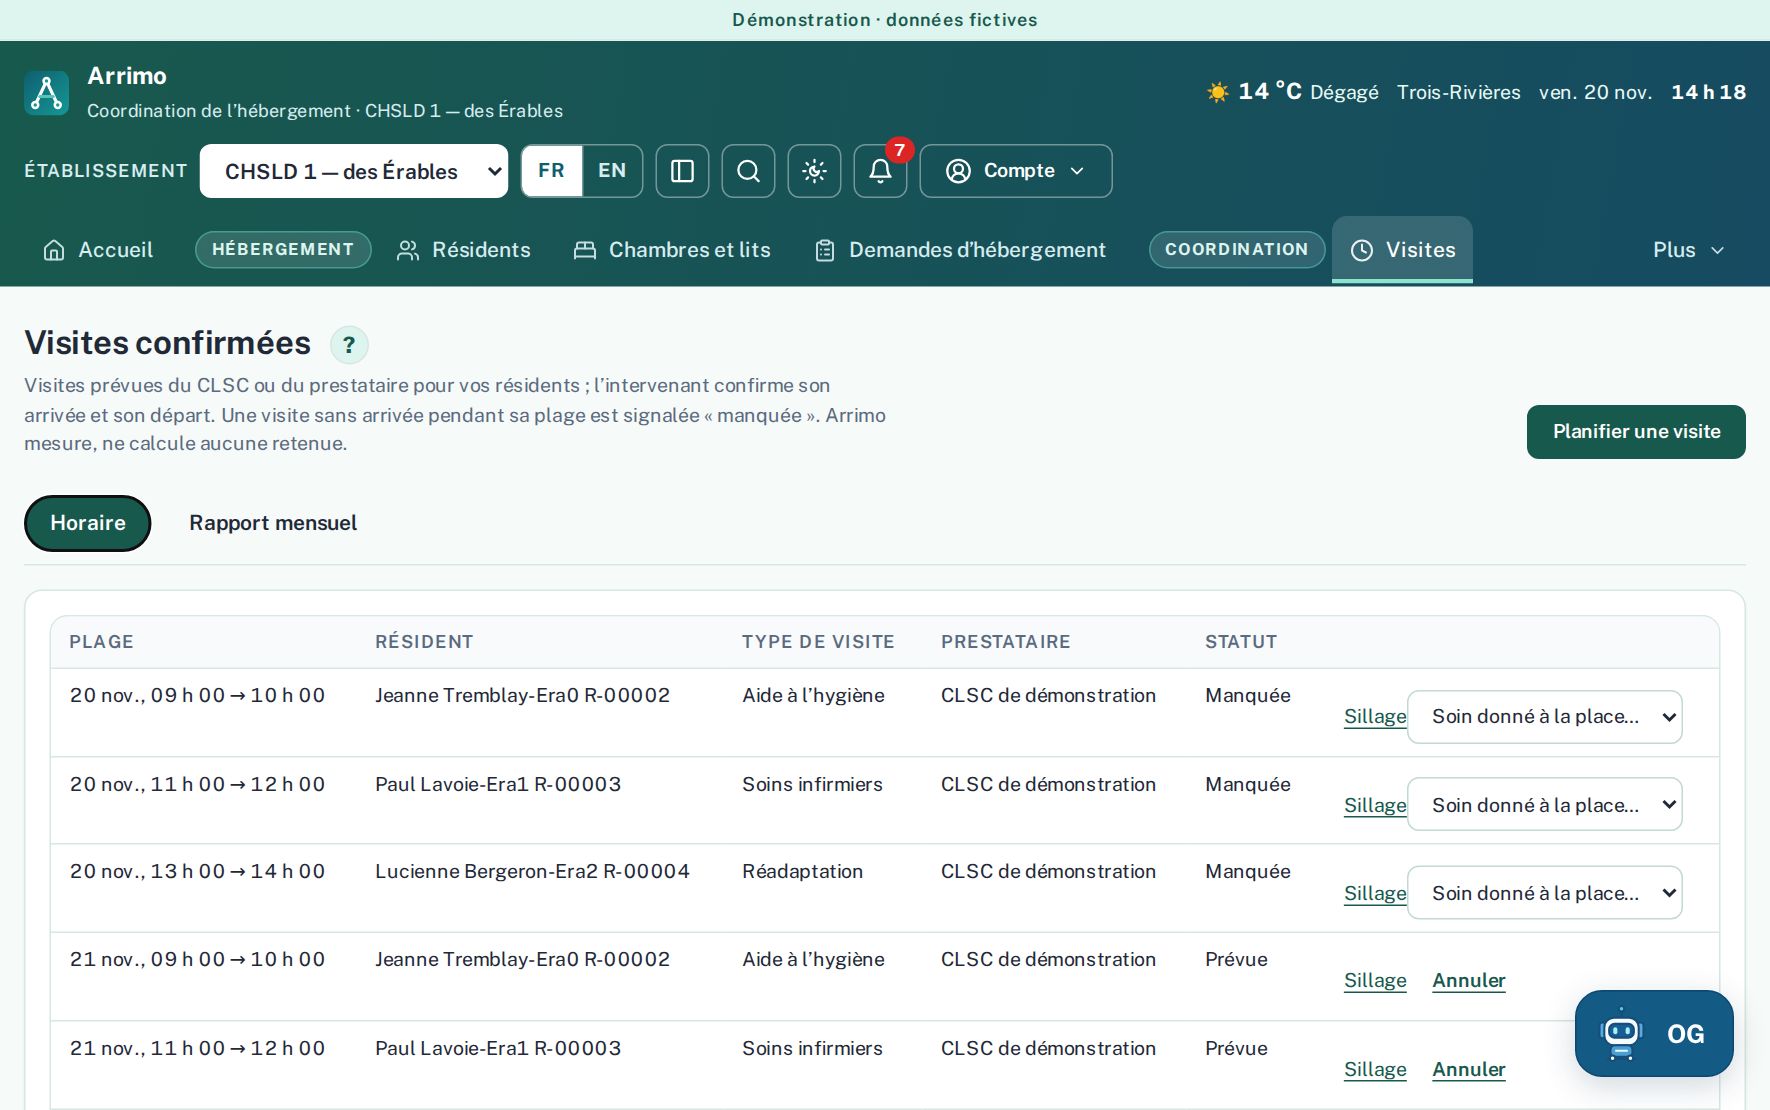 Démonstration · données fictives
Arrimo
Coordination de l’hébergement · CHSLD 1 — des Érables
☀️ 14 °C Dégagé Trois-Rivières ven. 20 nov. 14 h 18
ÉTABLISSEMENT CHSLD 1 — des Érables FR EN 7 Compte
Accueil HÉBERGEMENT Résidents Chambres et lits Demandes d’hébergement COORDINATION Visites Plus
Visites confirmées ?
Visites prévues du CLSC ou du prestataire pour vos résidents ; l’intervenant confirme son
arrivée et son départ. Une visite sans arrivée pendant sa plage est signalée « manquée ». Arrimo
mesure, ne calcule aucune retenue.
Planifier une visite
Horaire Rapport mensuel
PLAGE RÉSIDENT TYPE DE VISITE PRESTATAIRE STATUT
20 nov., 09 h 00 → 10 h 00 Jeanne Tremblay-Era0 R-00002 Aide à l’hygiène CLSC de démonstration Manquée Sillage Soin donné à la place…
20 nov., 11 h 00 → 12 h 00 Paul Lavoie-Era1 R-00003 Soins infirmiers CLSC de démonstration Manquée Sillage Soin donné à la place…
20 nov., 13 h 00 → 14 h 00 Lucienne Bergeron-Era2 R-00004 Réadaptation CLSC de démonstration Manquée Sillage Soin donné à la place…
21 nov., 09 h 00 → 10 h 00 Jeanne Tremblay-Era0 R-00002 Aide à l’hygiène CLSC de démonstration Prévue Sillage Annuler
21 nov., 11 h 00 → 12 h 00 Paul Lavoie-Era1 R-00003 Soins infirmiers CLSC de démonstration Prévue Sillage Annuler
OG